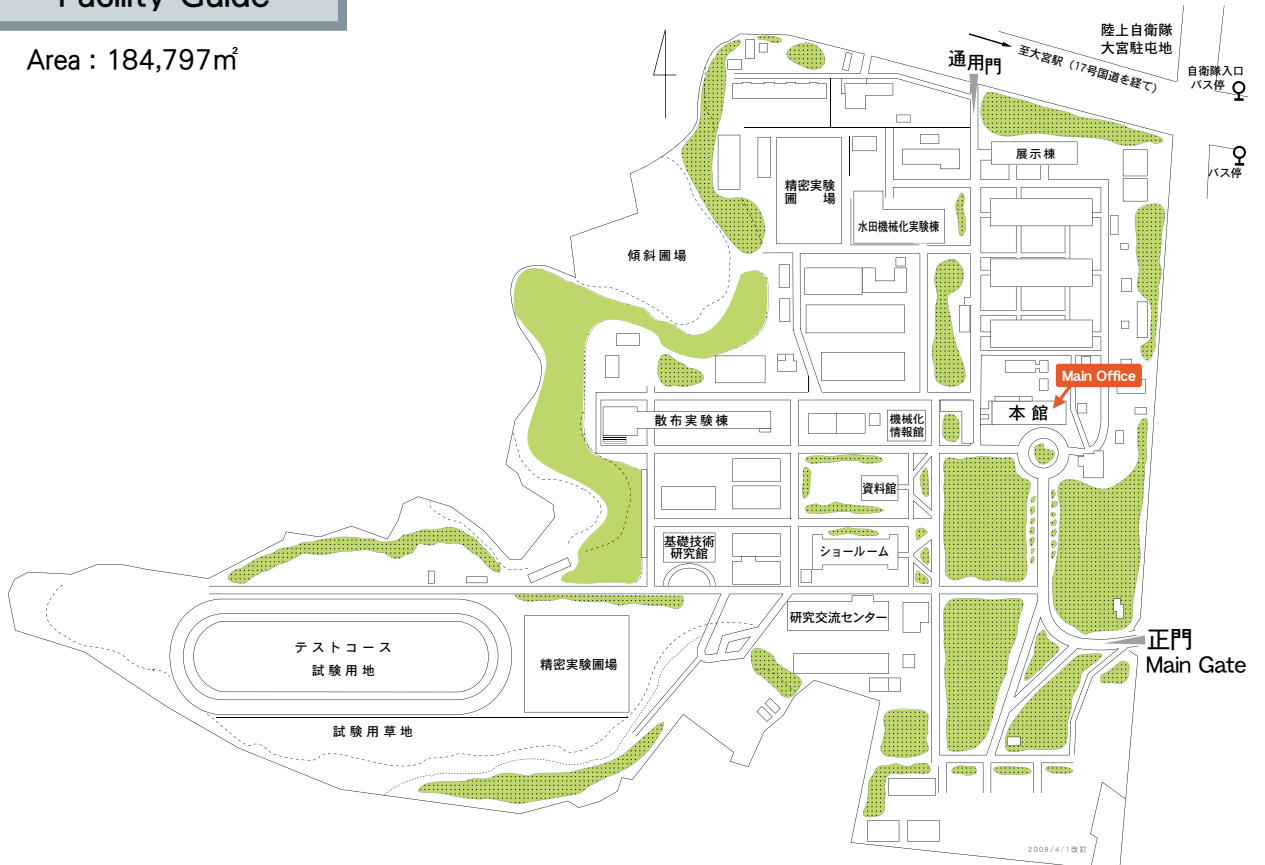 Facility Guide
Area : 184,797㎡
陸上自衛隊
大宮駐屯地
至大宮駅（17号国道を経て）
通用門
自衛隊入口
バス停
バス停
展示棟
精密実験
圃　場
水田機械化実験棟
傾斜圃場
Main Office
本館
散布実験棟
機械化
情報館
資料館
基礎技術
研究館
ショールーム
研究交流センター
テストコース
試験用地
精密実験圃場
正門
Main Gate
試験用草地
2009/4/1改訂